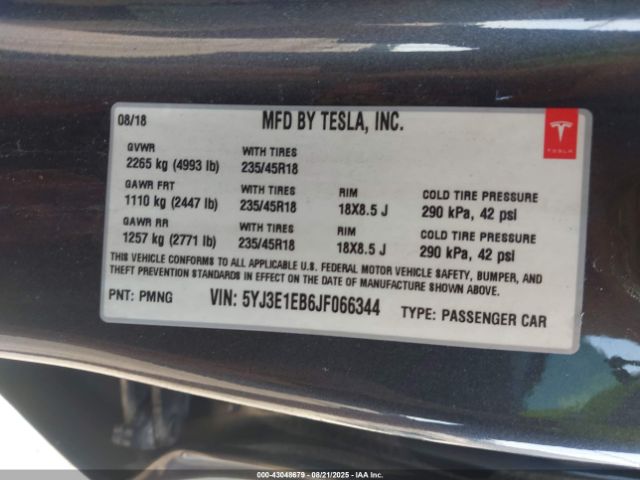 08/18 MFD BY TESLA, INC.
TESLA
GVWR WITH TIRES
2265 kg (4993 lb) 235/45R18
GAWR FRT WITH TIRES RIM COLD TIRE PRESSURE
1110 kg (2447 lb) 235/45R18 18X8.5 J 290 kPa, 42 psi
GAWR RR WITH TIRES RIM COLD TIRE PRESSURE
1257 kg (2771 lb) 235/45R18 18X8.5 J 290 kPa, 42 psi
THIS VEHICLE CONFORMS TO ALL APPLICABLE U.S. FEDERAL MOTOR VEHICLE SAFETY, BUMPER, AND
THEFT PREVENTION STANDARDS IN EFFECT ON THE DATE OF MANUFACTURE SHOWN ABOVE.
PNT: PMNG VIN: 5YJ3E1EB6JF066344 TYPE: PASSENGER CAR
VEHICLE: 43048679 - 08/21/2025 - IAA Inc.